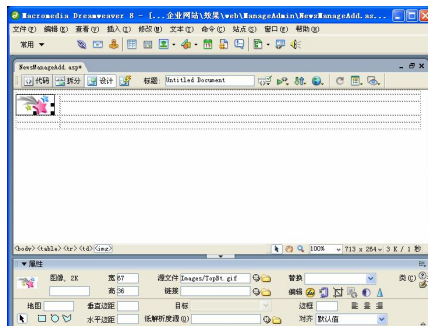 Macromedia Dreamweaver 8 - [...企业网站\效果\web\ManageAdmin\NewsManageAdd.as...
文件(F) 编辑(E) 查看(V) 插入(I) 修改(M) 文本(T) 命令(C) 站点(S) 窗口(W) 帮助(H)
常用
NewsManageAdd.asp*
代码 拆分 设计 标题: Untitled Document
<body> <table> <tr> <td> <img> 100% 713 x 264 3 K / 1 秒
属性
图像, 2K 宽 67 源文件 Images/TopBt.gif 替换 类(C)
高 36 链接 编辑
地图 垂直边距 目标 边框
水平边距 低解析度源(Q) 对齐 默认值